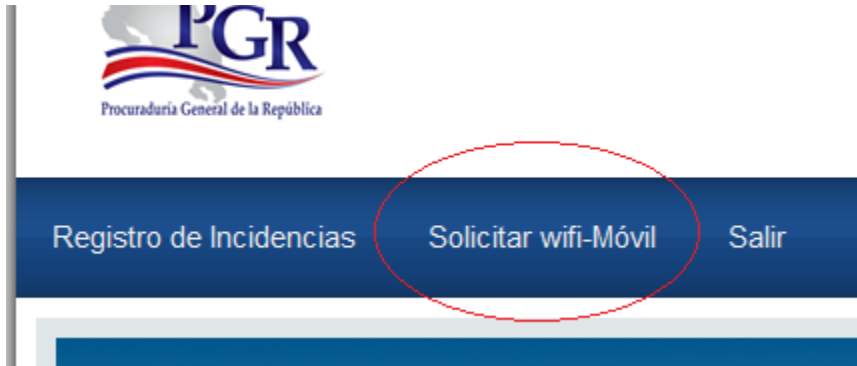 PGR
Procuraduría General de la República
Registro de Incidencias Solicitar wifi-Móvil Salir